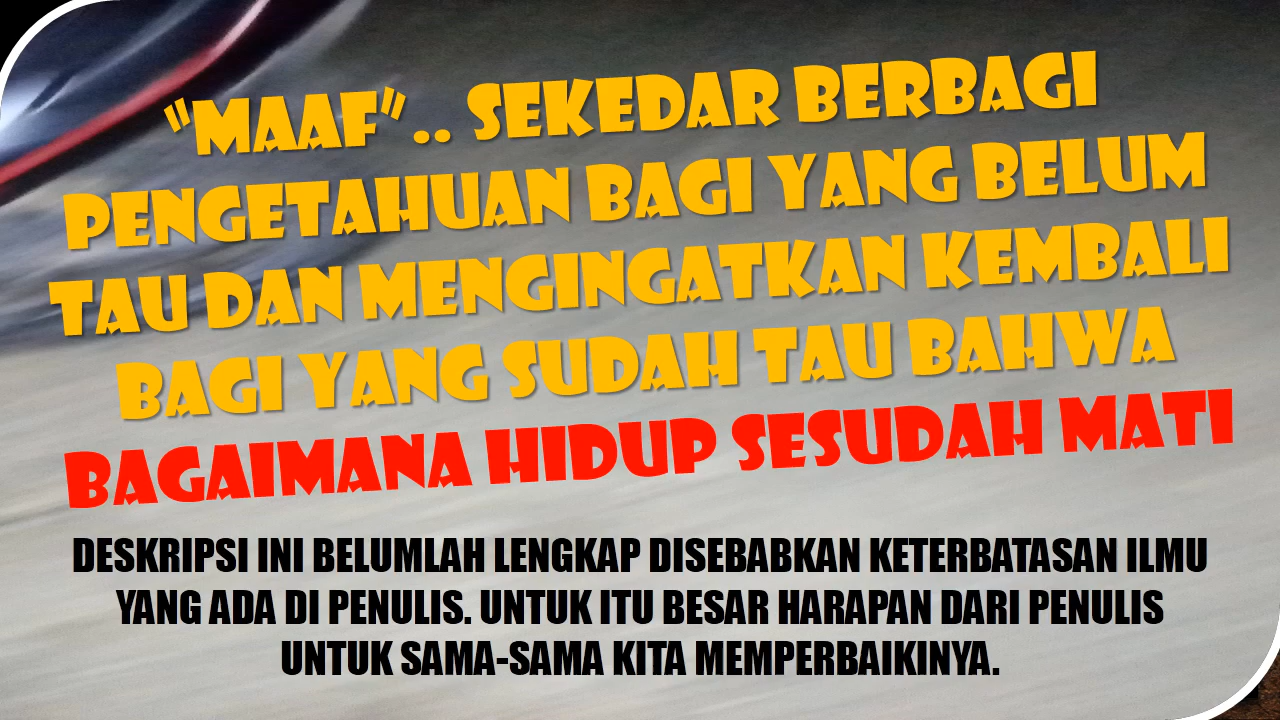 "MAAF".. SEKEDAR BERBAGI
PENGETAHUAN BAGI YANG BELUM
TAU DAN MENGINGATKAN KEMBALI
BAGI YANG SUDAH TAU BAHWA
BAGAIMANA HIDUP SESUDAH MATI
DESKRIPSI INI BELUMLAH LENGKAP DISEBABKAN KETERBATASAN ILMU
YANG ADA DI PENULIS. UNTUK ITU BESAR HARAPAN DARI PENULIS
UNTUK SAMA-SAMA KITA MEMPERBAIKINYA.